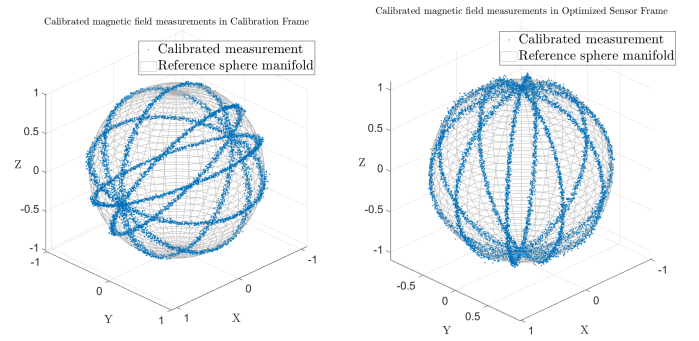 Calibrated magnetic field measurements in Calibration Frame
Calibrated measurement
Reference sphere manifold
1
0.5
Z
0
-0.5
-1
-1
0
Y
1
1
0
X
-1
Calibrated magnetic field measurements in Optimized Sensor Frame
Calibrated measurement
Reference sphere manifold
1
0.5
Z
0
-0.5
-1
-0.5
0
0.5
Y
1
0
X
-1